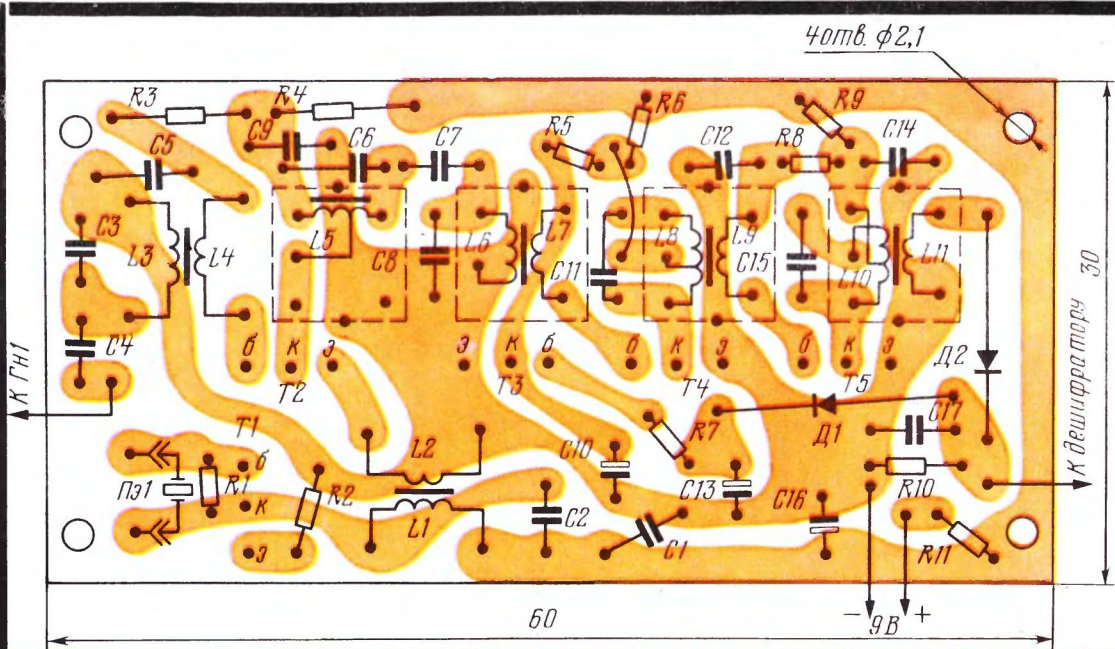 4 отв. ф2,1
R3
R4
C9
C5
C6
C7
R5
R6
C12
R9
R8
C14
C3
L3
L4
L5
C8
L6
L7
C11
L8
L9
C15
L10
L11
30
C4
К Гн1
б
к
э
T2
э
к
б
T3
б
к
э
T4
б
к
э
T5
Д2
Д1
C17
К дешифратору
T1
б
к
э
Пэ1
R1
R2
L2
L1
C10
R7
C2
C1
C13
C16
R10
R11
60
− 9В +